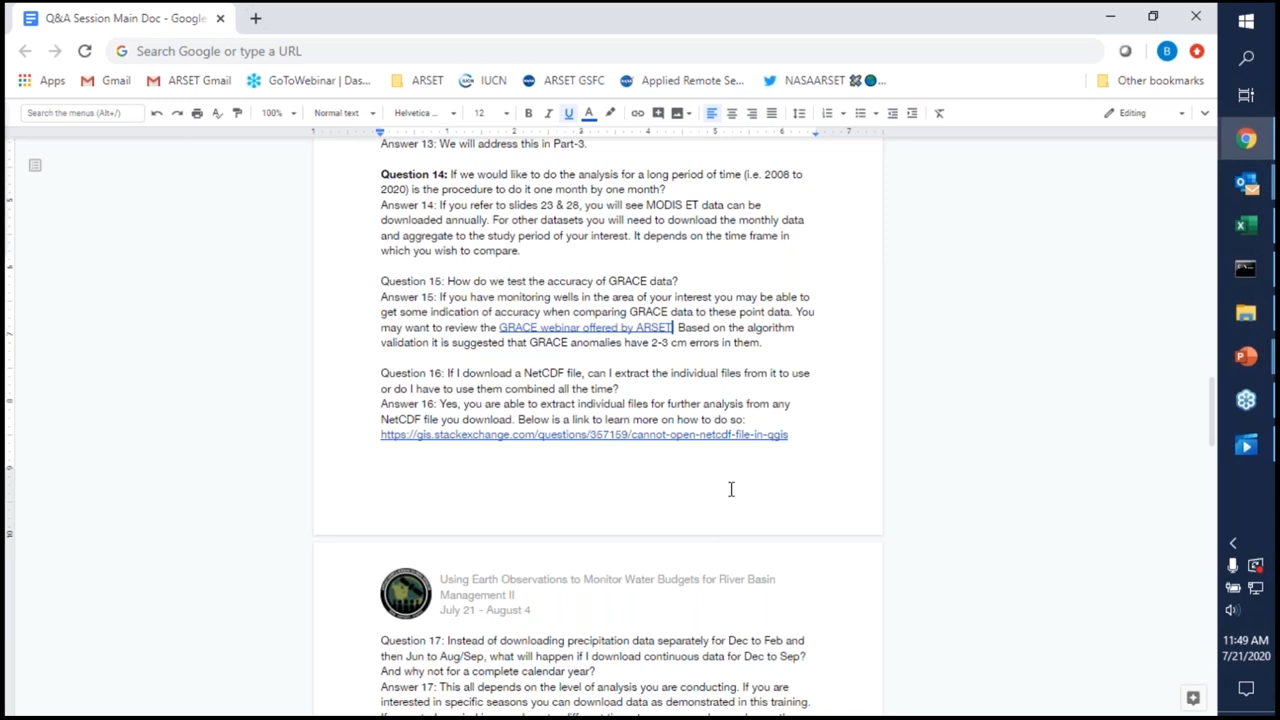 Q&A Session Main Doc - Google
Search Google or type a URL
B
Apps
Gmail
ARSET Gmail
GoToWebinar | Das...
ARSET
IUCN
ARSET GSFC
Applied Remote Se...
NASAARSET
...
Other bookmarks
Search the menus (Alt+/)
100%
Normal text
Helvetica ...
12
B I U A
Editing
1 1 2 3 4 5 6 7
Answer 13: We will address this in Part-3.
Question 14: If we would like to do the analysis for a long period of time (i.e. 2008 to
2020) is the procedure to do it one month by one month?
Answer 14: If you refer to slides 23 & 28, you will see MODIS ET data can be
downloaded annually. For other datasets you will need to download the monthly data
and aggregate to the study period of your interest. It depends on the time frame in
which you wish to compare.
Question 15: How do we test the accuracy of GRACE data?
Answer 15: If you have monitoring wells in the area of your interest you may be able to
get some indication of accuracy when comparing GRACE data to these point data. You
may want to review the GRACE webinar offered by ARSET. Based on the algorithm
validation it is suggested that GRACE anomalies have 2-3 cm errors in them.
Question 16: If I download a NetCDF file, can I extract the individual files from it to use
or do I have to use them combined all the time?
Answer 16: Yes, you are able to extract individual files for further analysis from any
NetCDF file you download. Below is a link to learn more on how to do so:
https://gis.stackexchange.com/questions/357159/cannot-open-netcdf-file-in-qgis
Using Earth Observations to Monitor Water Budgets for River Basin
Management II
July 21 - August 4
Question 17: Instead of downloading precipitation data separately for Dec to Feb and
then Jun to Aug/Sep, what will happen if I download continuous data for Dec to Sep?
And why not for a complete calendar year?
Answer 17: This all depends on the level of analysis you are conducting. If you are
interested in specific seasons you can download data as demonstrated in this training.
11:49 AM
7/21/2020